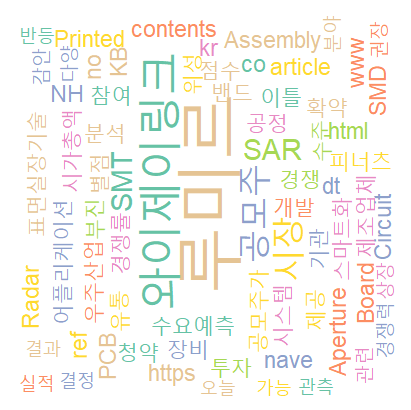 반등
Printed
contents
감안
다양
no
KB
kr
Assembly
분야
점수
co
article
www
SMD
권장
NH
참여
위성
밴드
이틀
확약
수주
html
표면실장기술
시가총액
분석
별점
SMT
와이제이링크
루미르
SAR
공정
피너츠
공모주
시장
경쟁
dt
개발
기관
스마트화
제조업체
Circuit
어플리케이션
우주산업
부진
경쟁률
유통
수요예측
공모주가
시스템
제공
Aperture
Board
경쟁력
상장
Radar
ref
PCB
청약
장비
투자
nave
관련
결과
https
실적
결정
오늘
가능
관측